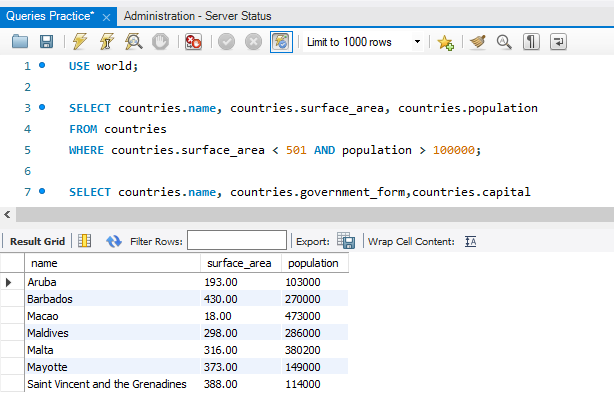 Queries Practice* Administration - Server Status
Limit to 1000 rows
1 USE world;
2
3 SELECT countries.name, countries.surface_area, countries.population
4 FROM countries
5 WHERE countries.surface_area < 501 AND population > 100000;
6
7 SELECT countries.name, countries.government_form,countries.capital
Result Grid Filter Rows: Export: Wrap Cell Content:
name surface_area population
Aruba 193.00 103000
Barbados 430.00 270000
Macao 18.00 473000
Maldives 298.00 286000
Malta 316.00 380200
Mayotte 373.00 149000
Saint Vincent and the Grenadines 388.00 114000